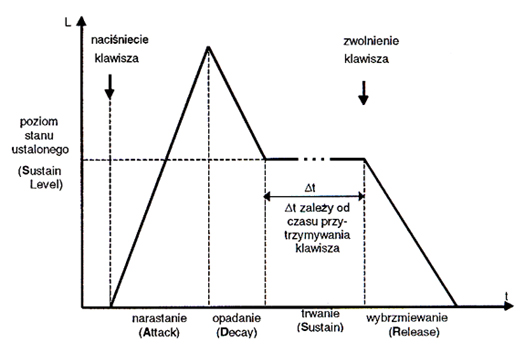 L
naciśniecie
klawisza
zwolnienie
klawisza
poziom
stanu
ustalonego
(Sustain
Level)
Δt
Δt zależy od
czasu przy-
trzymywania
klawisza
t
narastanie
(Attack)
opadanie
(Decay)
trwanie
(Sustain)
wybrzmiewanie
(Release)